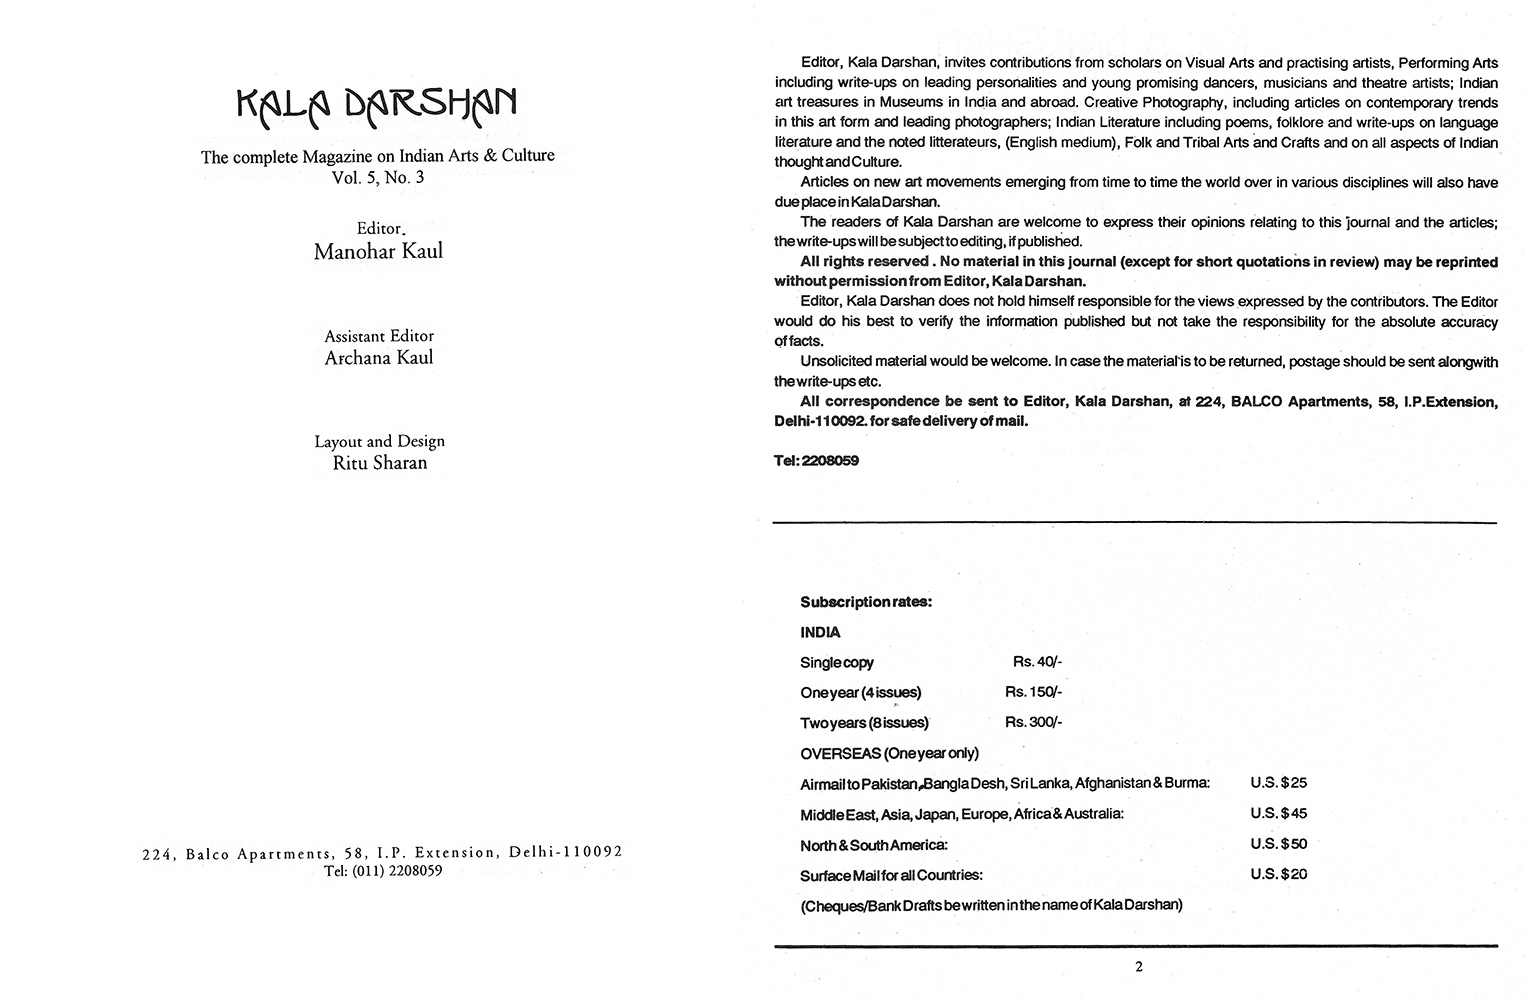 KALA DARSHAN
The complete Magazine on Indian Arts & Culture
Vol. 5, No. 3
Editor.
Manohar Kaul
Assistant Editor
Archana Kaul
Layout and Design
Ritu Sharan
224, Balco Apartments, 58, I.P. Extension, Delhi-110092
Tel: (011) 2208059
Editor, Kala Darshan, invites contributions from scholars on Visual Arts and practising artists, Performing Arts
including write-ups on leading personalities and young promising dancers, musicians and theatre artists; Indian
art treasures in Museums in India and abroad. Creative Photography, including articles on contemporary trends
in this art form and leading photographers; Indian Literature including poems, folklore and write-ups on language
literature and the noted litterateurs, (English medium), Folk and Tribal Arts and Crafts and on all aspects of Indian
thought and Culture.
Articles on new art movements emerging from time to time the world over in various disciplines will also have
due place in Kala Darshan.
The readers of Kala Darshan are welcome to express their opinions relating to this journal and the articles;
the write-ups will be subject to editing, if published.
All rights reserved . No material in this journal (except for short quotations in review) may be reprinted
without permission from Editor, Kala Darshan.
Editor, Kala Darshan does not hold himself responsible for the views expressed by the contributors. The Editor
would do his best to verify the information published but not take the responsibility for the absolute accuracy
of facts.
Unsolicited material would be welcome. In case the material is to be returned, postage should be sent alongwith
the write-ups etc.
All correspondence be sent to Editor, Kala Darshan, at 224, BALCO Apartments, 58, I.P.Extension,
Delhi-110092. for safe delivery of mail.
Tel: 2208059
Subscription rates:
INDIA
Single copy Rs. 40/-
One year (4 issues) Rs. 150/-
Two years (8 issues) Rs. 300/-
OVERSEAS (One year only)
Airmail to Pakistan, Bangla Desh, Sri Lanka, Afghanistan & Burma: U.S. $25
Middle East, Asia, Japan, Europe, Africa & Australia: U.S. $45
North & South America: U.S. $50
Surface Mail for all Countries: U.S. $20
(Cheques/Bank Drafts be written in the name of Kala Darshan)
2